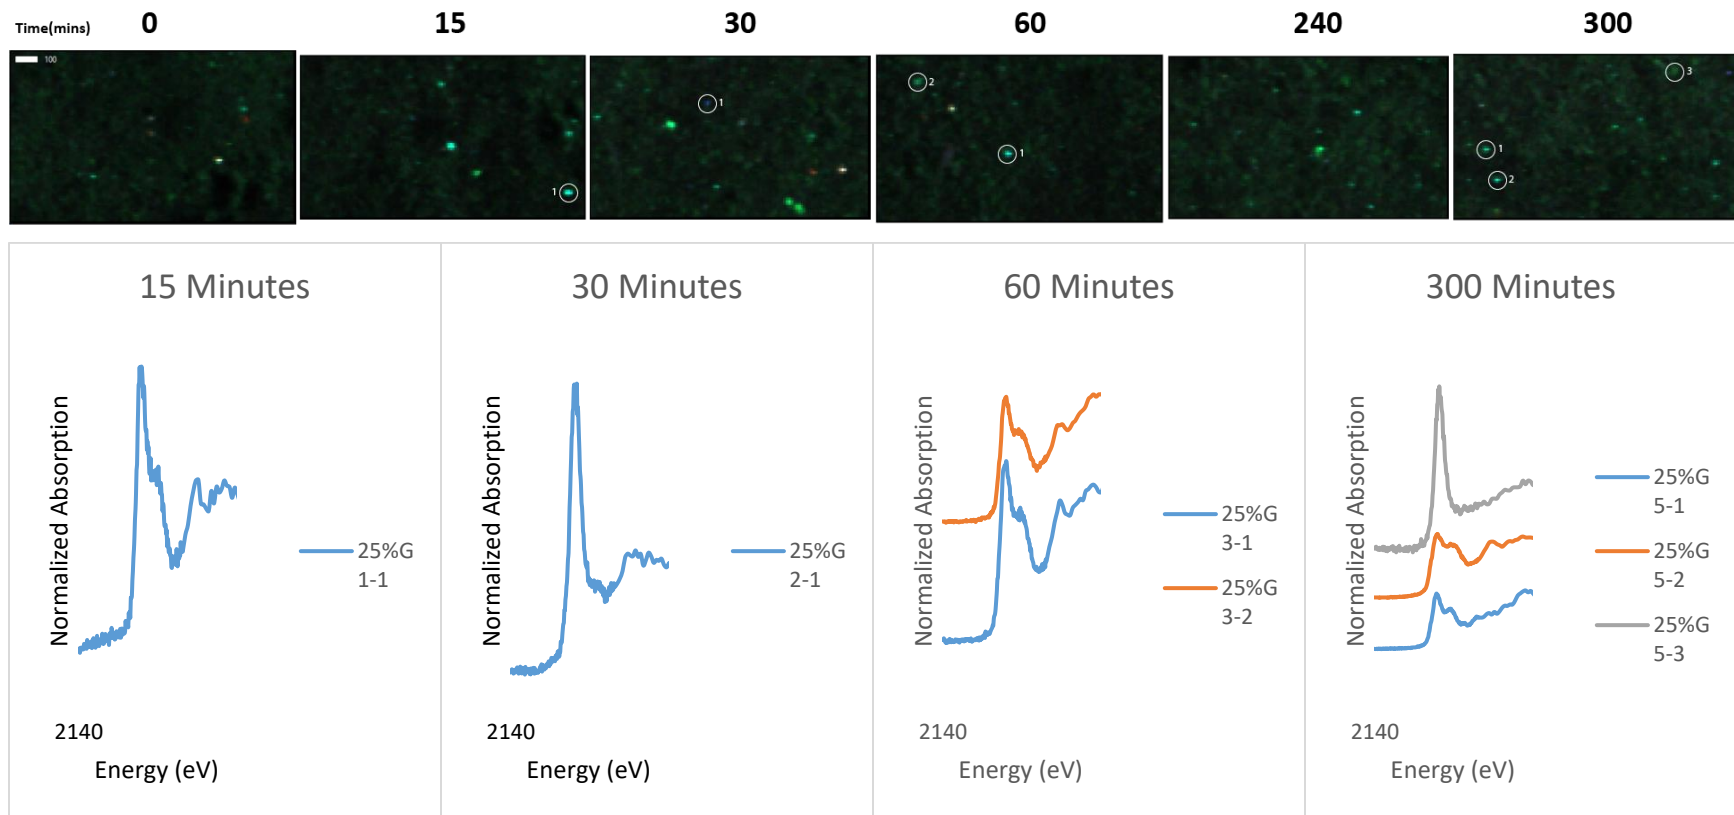 Time(mins) 0 15 30 60 240 300
100
1
1
2
1
3
1
2
15 Minutes
Normalized Absorption
25%G
1-1
2140
Energy (eV)
30 Minutes
Normalized Absorption
25%G
2-1
2140
Energy (eV)
60 Minutes
Normalized Absorption
25%G
3-1
25%G
3-2
2140
Energy (eV)
300 Minutes
Normalized Absorption
25%G
5-1
25%G
5-2
25%G
5-3
2140
Energy (eV)